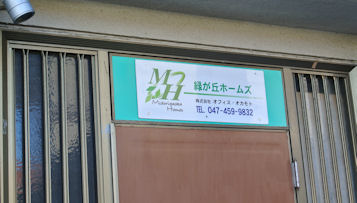 MH
Midorigaoka
Home
緑が丘ホームズ
株式会社 オフィス・オカモト
TEL 047-459-9832